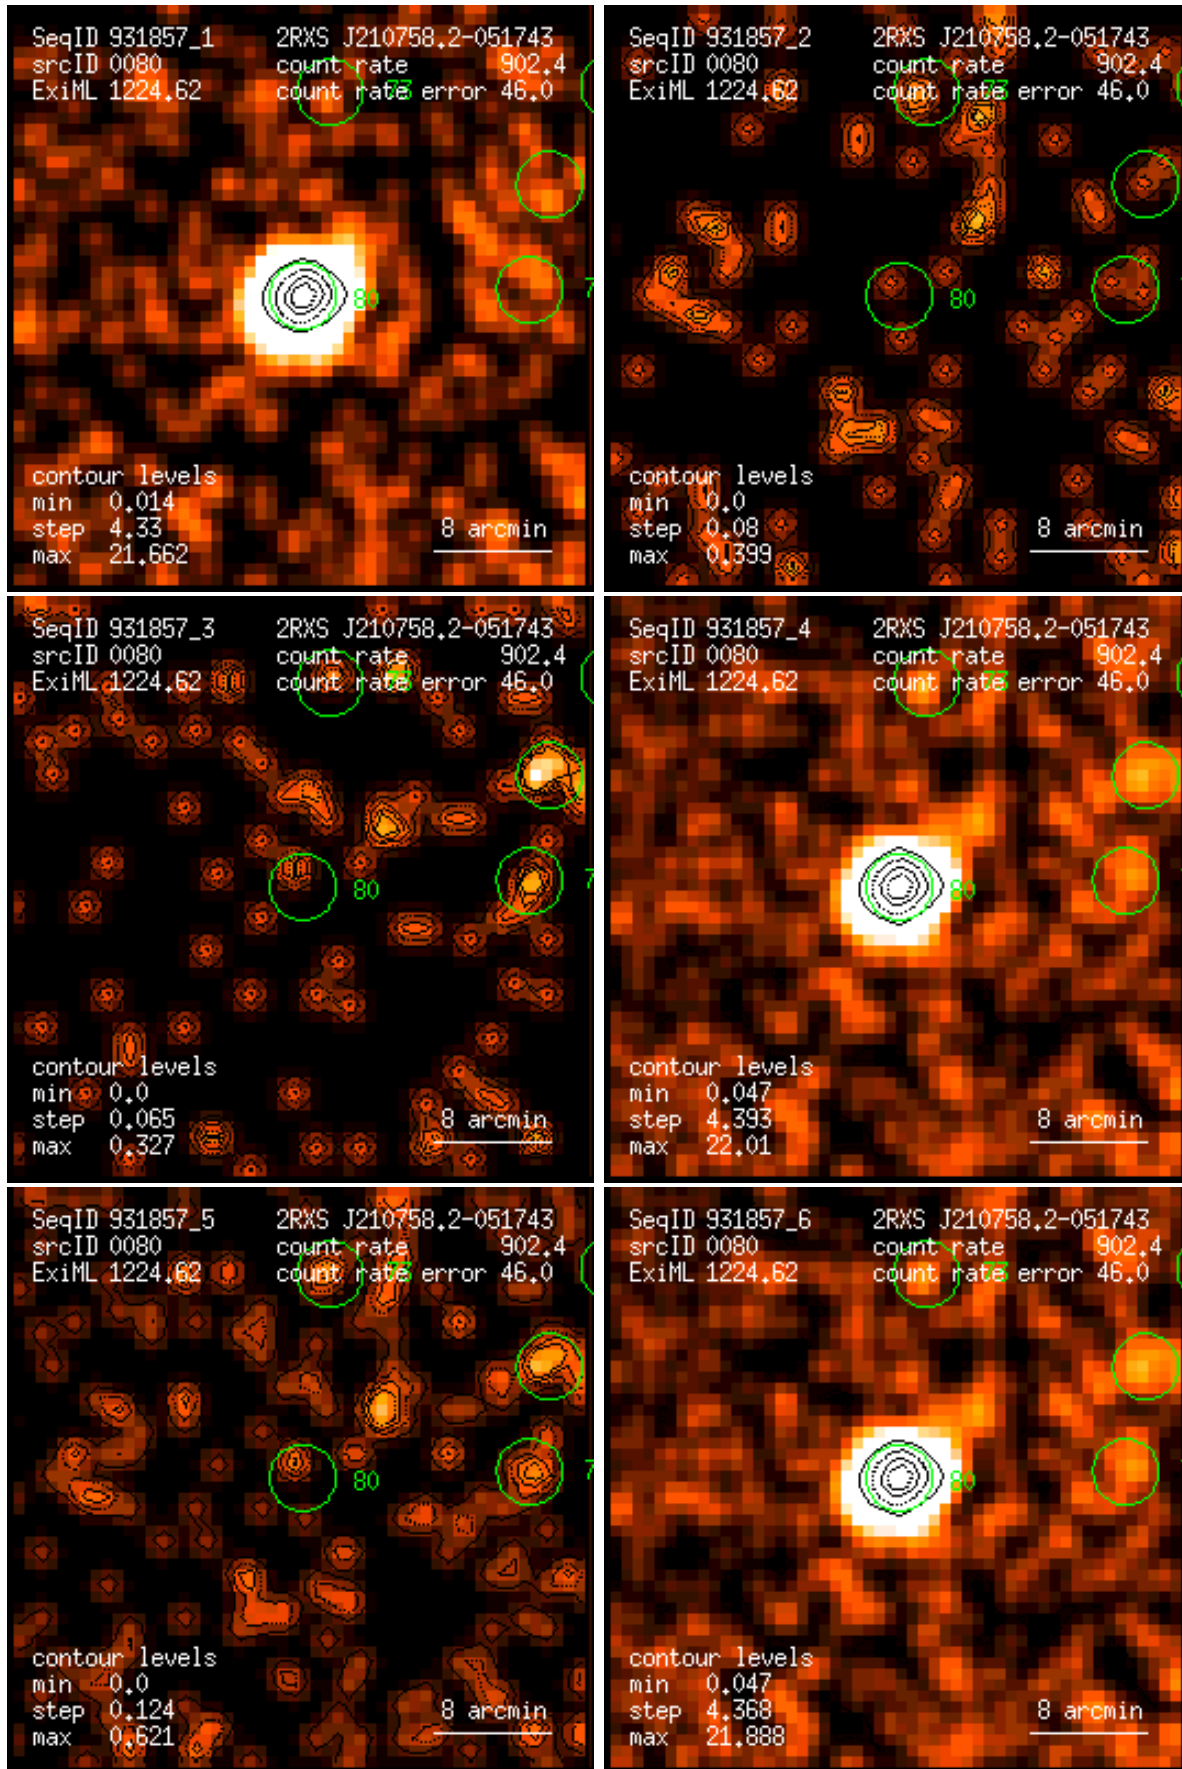 SeqID 931857_1 2RXS J210758.2-051743
srcID 0080 count rate 902.4
ExiML 1224.62 count rate error 46.0
73
80
7
contour levels
min 0.014
step 4.33
max 21.662
8 arcmin
SeqID 931857_2 2RXS J210758.2-051743
srcID 0080 count rate 902.4
ExiML 1224.62 count rate error 46.0
73
80
contour levels
min 0.0
step 0.08
max 0.399
8 arcmin
SeqID 931857_3 2RXS J210758.2-051743
srcID 0080 count rate 902.4
ExiML 1224.62 count rate error 46.0
73
80
7
contour levels
min 0.0
step 0.065
max 0.327
8 arcmin
SeqID 931857_4 2RXS J210758.2-051743
srcID 0080 count rate 902.4
ExiML 1224.62 count rate error 46.0
73
80
contour levels
min 0.047
step 4.393
max 22.01
8 arcmin
SeqID 931857_5 2RXS J210758.2-051743
srcID 0080 count rate 902.4
ExiML 1224.62 count rate error 46.0
73
80
7
contour levels
min 0.0
step 0.124
max 0.621
8 arcmin
SeqID 931857_6 2RXS J210758.2-051743
srcID 0080 count rate 902.4
ExiML 1224.62 count rate error 46.0
73
80
contour levels
min 0.047
step 4.368
max 21.888
8 arcmin